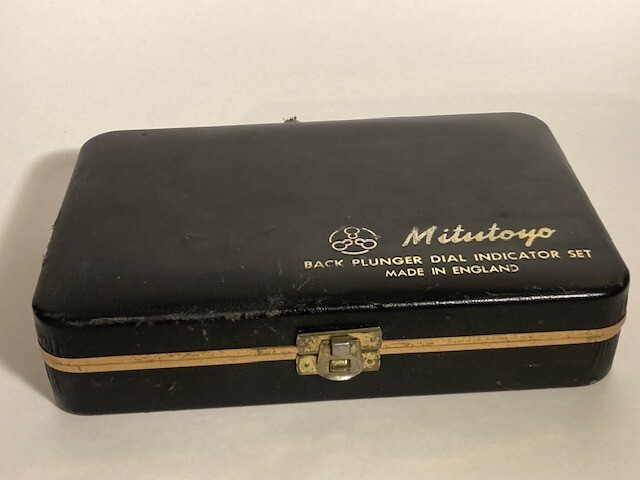 Mitutoyo
BACK PLUNGER DIAL INDICATOR SET
MADE IN ENGLAND